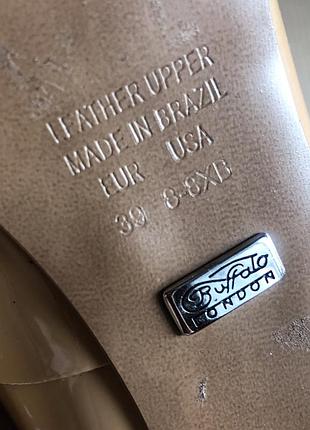 LEATHER UPPER
MADE IN BRAZIL
EUR USA
39 8-8XB
Buffalo
LONDON